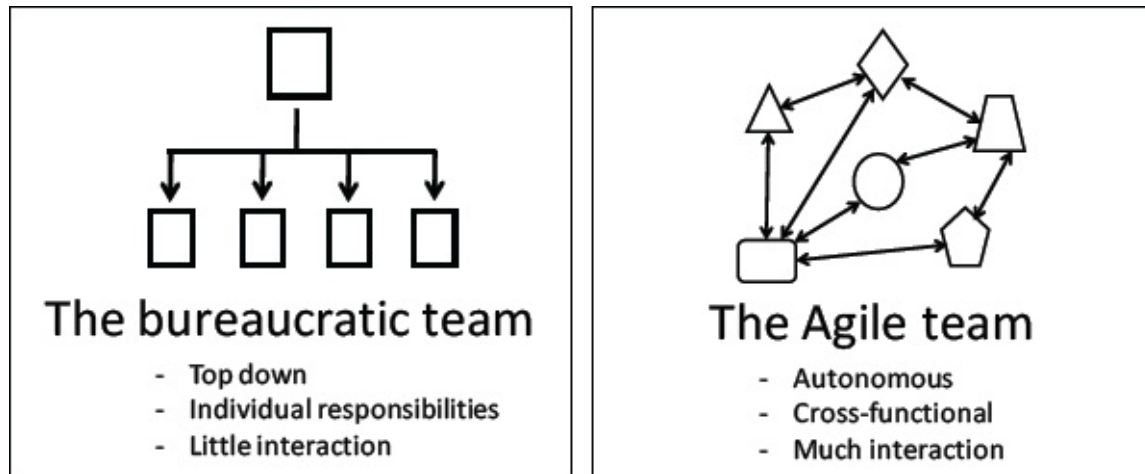 The bureaucratic team
- Top down
- Individual responsibilities
- Little interaction
The Agile team
- Autonomous
- Cross-functional
- Much interaction